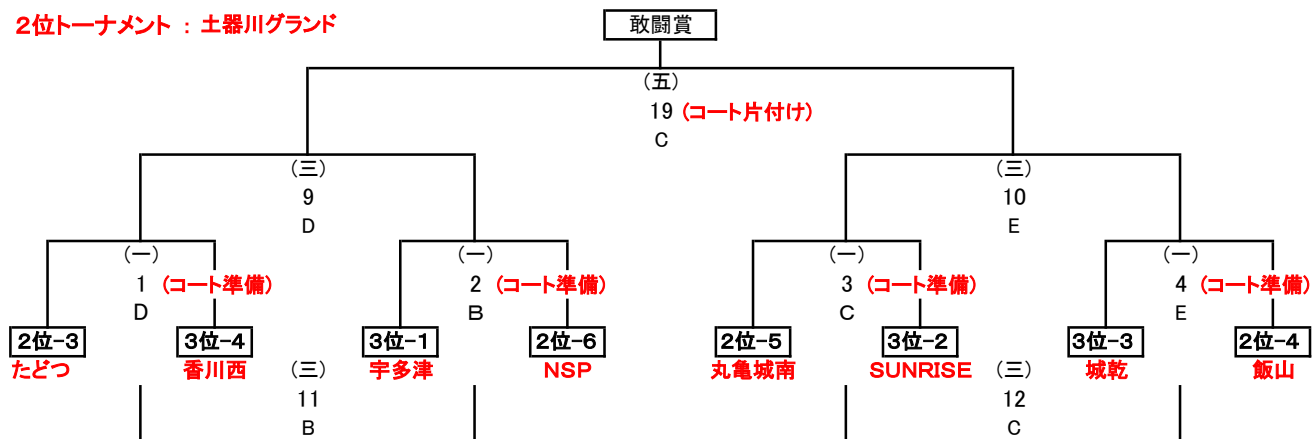 ２位トーナメント ： 土器川グランド
敢闘賞
(五)
19 (コート片付け)
C
(三) (三)
9 10
D E
(一) (一) (一) (一)
1 (コート準備) 2 (コート準備) 3 (コート準備) 4 (コート準備)
D B C E
2位-3 3位-4 3位-1 2位-6 2位-5 3位-2 3位-3 2位-4
たどつ 香川西 宇多津 NSP 丸亀城南 SUNRISE 城乾 飯山
(三) (三)
11 12
B C